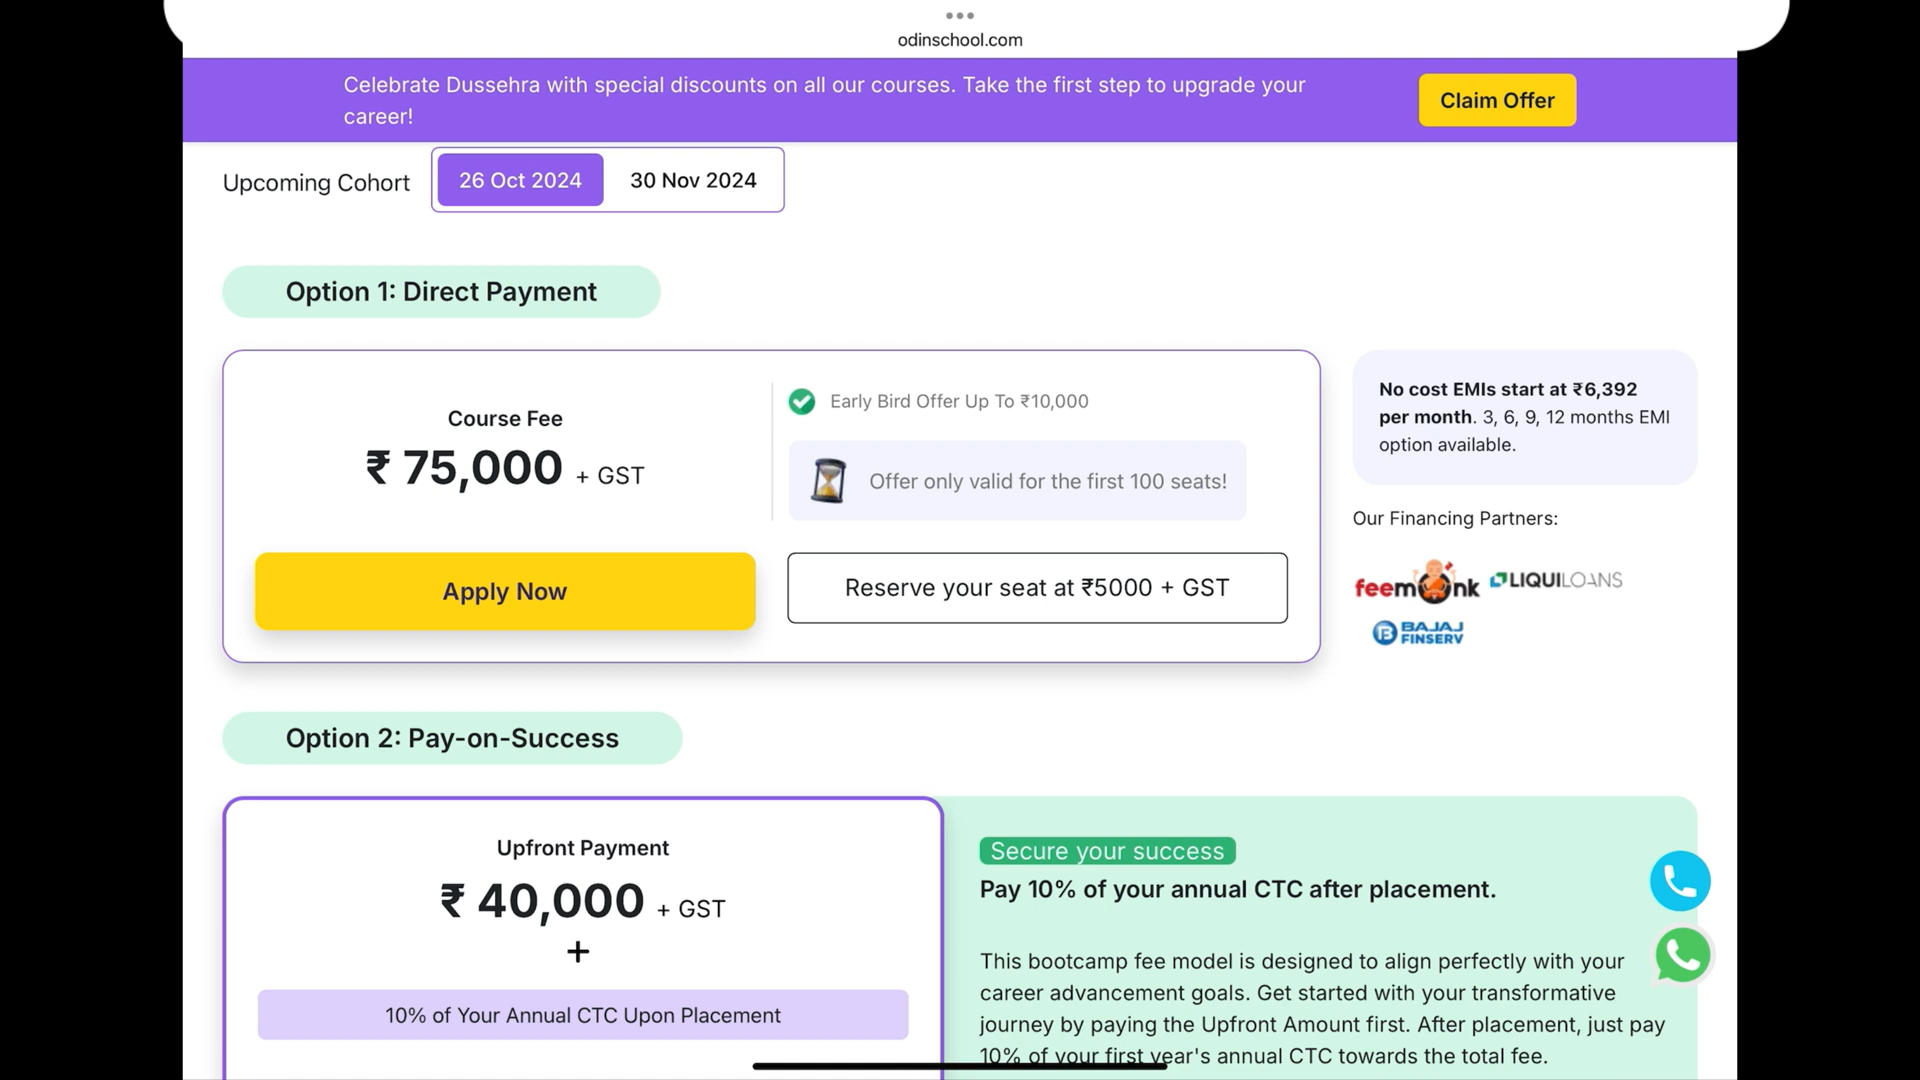 odinschool.com
Celebrate Dussehra with special discounts on all our courses. Take the first step to upgrade your
career!
Claim Offer
Upcoming Cohort
26 Oct 2024
30 Nov 2024
Option 1: Direct Payment
Course Fee
₹ 75,000 + GST
Early Bird Offer Up To ₹10,000
Offer only valid for the first 100 seats!
Apply Now
Reserve your seat at ₹5000 + GST
No cost EMIs start at ₹6,392
per month. 3, 6, 9, 12 months EMI
option available.
Our Financing Partners:
feemonk
LIQUILOANS
BAJAJ
FINSERV
Option 2: Pay-on-Success
Upfront Payment
₹ 40,000 + GST
+
10% of Your Annual CTC Upon Placement
Secure your success
Pay 10% of your annual CTC after placement.
This bootcamp fee model is designed to align perfectly with your
career advancement goals. Get started with your transformative
journey by paying the Upfront Amount first. After placement, just pay
10% of your first year's annual CTC towards the total fee.